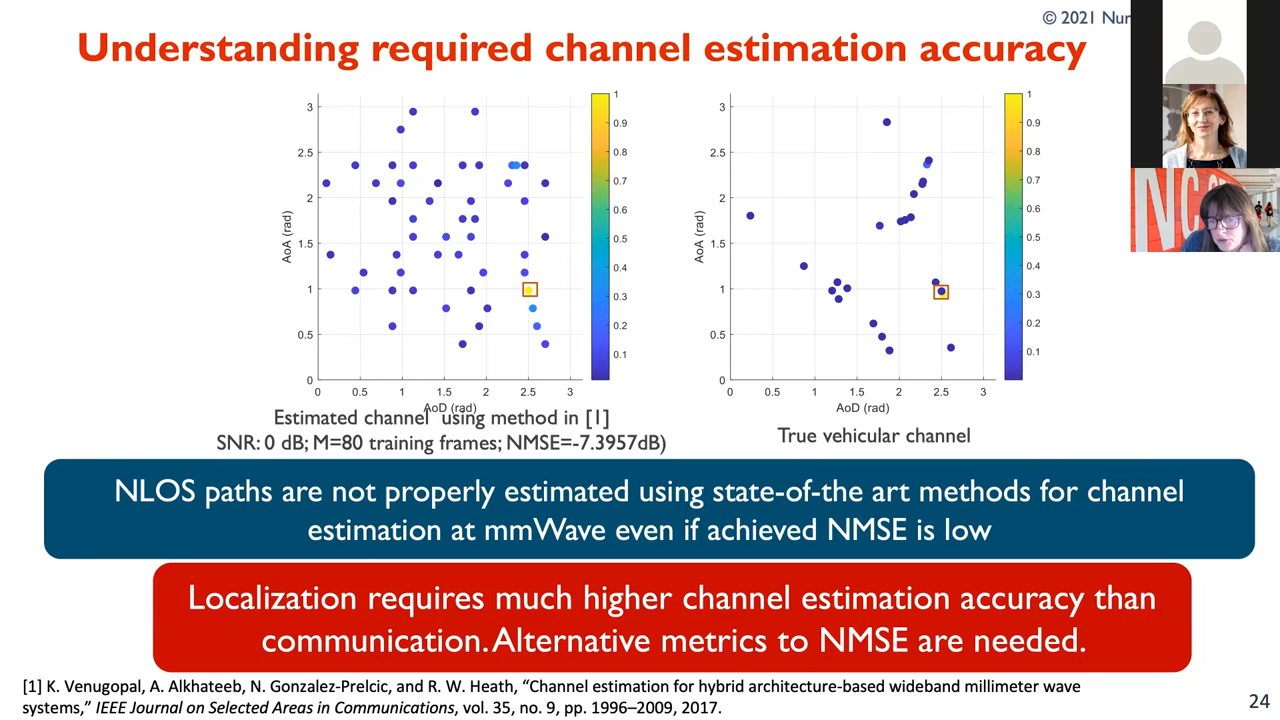 © 2021 Nur
Understanding required channel estimation accuracy
3
2.5
2
1.5
1
0.5
0
AoA (rad)
0 0.5 1 1.5 2 2.5 3
AoD (rad)
1
0.9
0.8
0.7
0.6
0.5
0.4
0.3
0.2
0.1
Estimated channel using method in [1]
SNR: 0 dB; M=80 training frames; NMSE=-7.3957dB)
3
2.5
2
1.5
1
0.5
0
AoA (rad)
0 0.5 1 1.5 2 2.5 3
AoD (rad)
1
0.9
0.8
0.7
0.6
0.5
0.4
0.3
0.2
0.1
True vehicular channel
NC
NLOS paths are not properly estimated using state-of-the art methods for channel
estimation at mmWave even if achieved NMSE is low
Localization requires much higher channel estimation accuracy than
communication. Alternative metrics to NMSE are needed.
[1] K. Venugopal, A. Alkhateeb, N. Gonzalez-Prelcic, and R. W. Heath, “Channel estimation for hybrid architecture-based wideband millimeter wave
systems,” IEEE Journal on Selected Areas in Communications, vol. 35, no. 9, pp. 1996–2009, 2017.
24